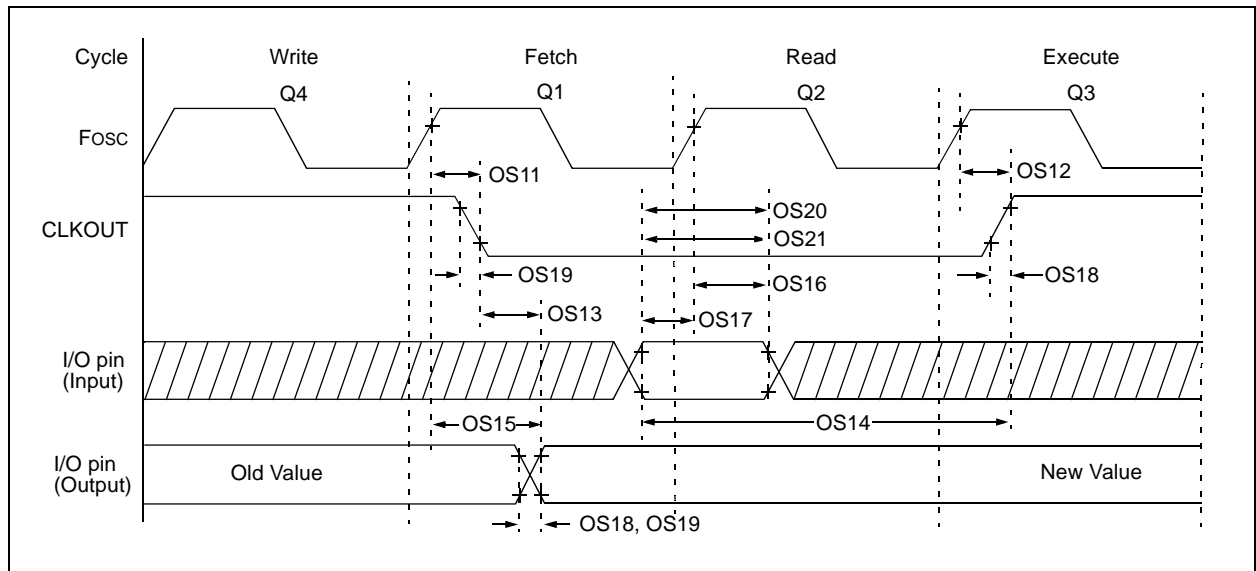 Cycle Write Fetch Read Execute
Q4 Q1 Q2 Q3
FOSC
OS11 OS12
OS20
CLKOUT
OS21
OS19 OS16 OS18
OS13 OS17
I/O pin
(Input)
OS15 OS14
I/O pin
(Output)
Old Value New Value
OS18, OS19